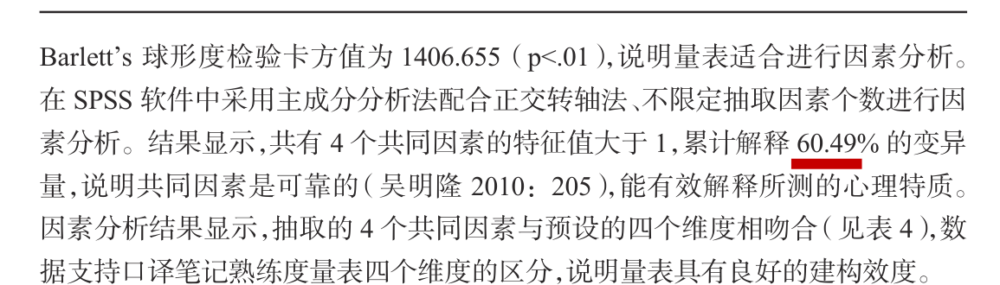 Barlett’s 球形度检验卡方值为 1406.655（p<.01），说明量表适合进行因素分析。
在 SPSS 软件中采用主成分分析法配合正交转轴法、不限定抽取因素个数进行因
素分析。结果显示，共有 4 个共同因素的特征值大于 1，累计解释 60.49% 的变异
量，说明共同因素是可靠的（吴明隆 2010：205），能有效解释所测的心理特质。
因素分析结果显示，抽取的 4 个共同因素与预设的四个维度相吻合（见表 4），数
据支持口译笔记熟练度量表四个维度的区分，说明量表具有良好的建构效度。